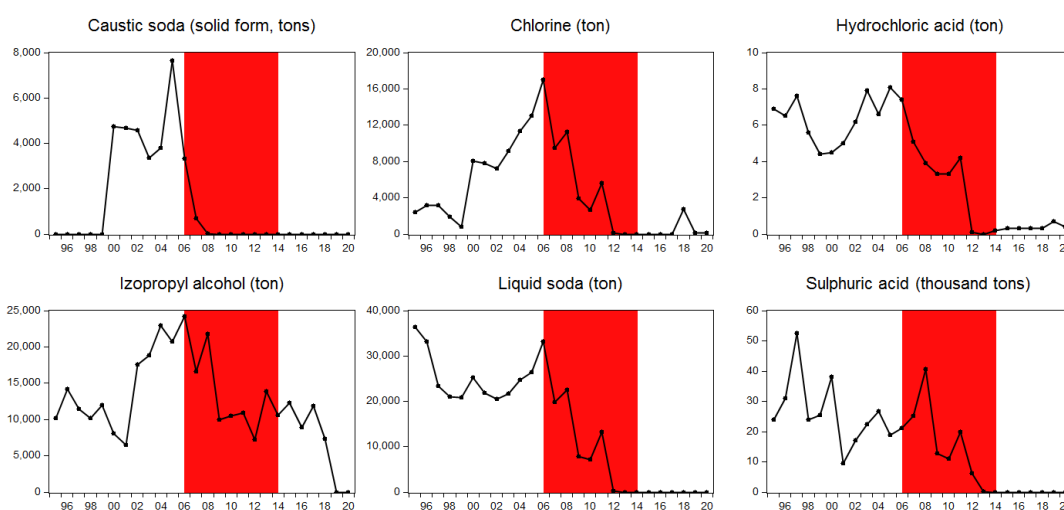 Caustic soda (solid form, tons) Chlorine (ton) Hydrochloric acid (ton)
8,000 20,000 10
6,000 16,000 8
4,000 12,000 6
2,000 8,000 4
0 4,000 2
0 0
96 98 00 02 04 06 08 10 12 14 16 18 20 96 98 00 02 04 06 08 10 12 14 16 18 20 96 98 00 02 04 06 08 10 12 14 16 18 20
Izopropyl alcohol (ton) Liquid soda (ton) Sulphuric acid (thousand tons)
25,000 40,000 60
20,000 30,000 50
15,000 20,000 40
10,000 10,000 30
5,000 0 20
0 10
0
96 98 00 02 04 06 08 10 12 14 16 18 20 96 98 00 02 04 06 08 10 12 14 16 18 20 96 98 00 02 04 06 08 10 12 14 16 18 20